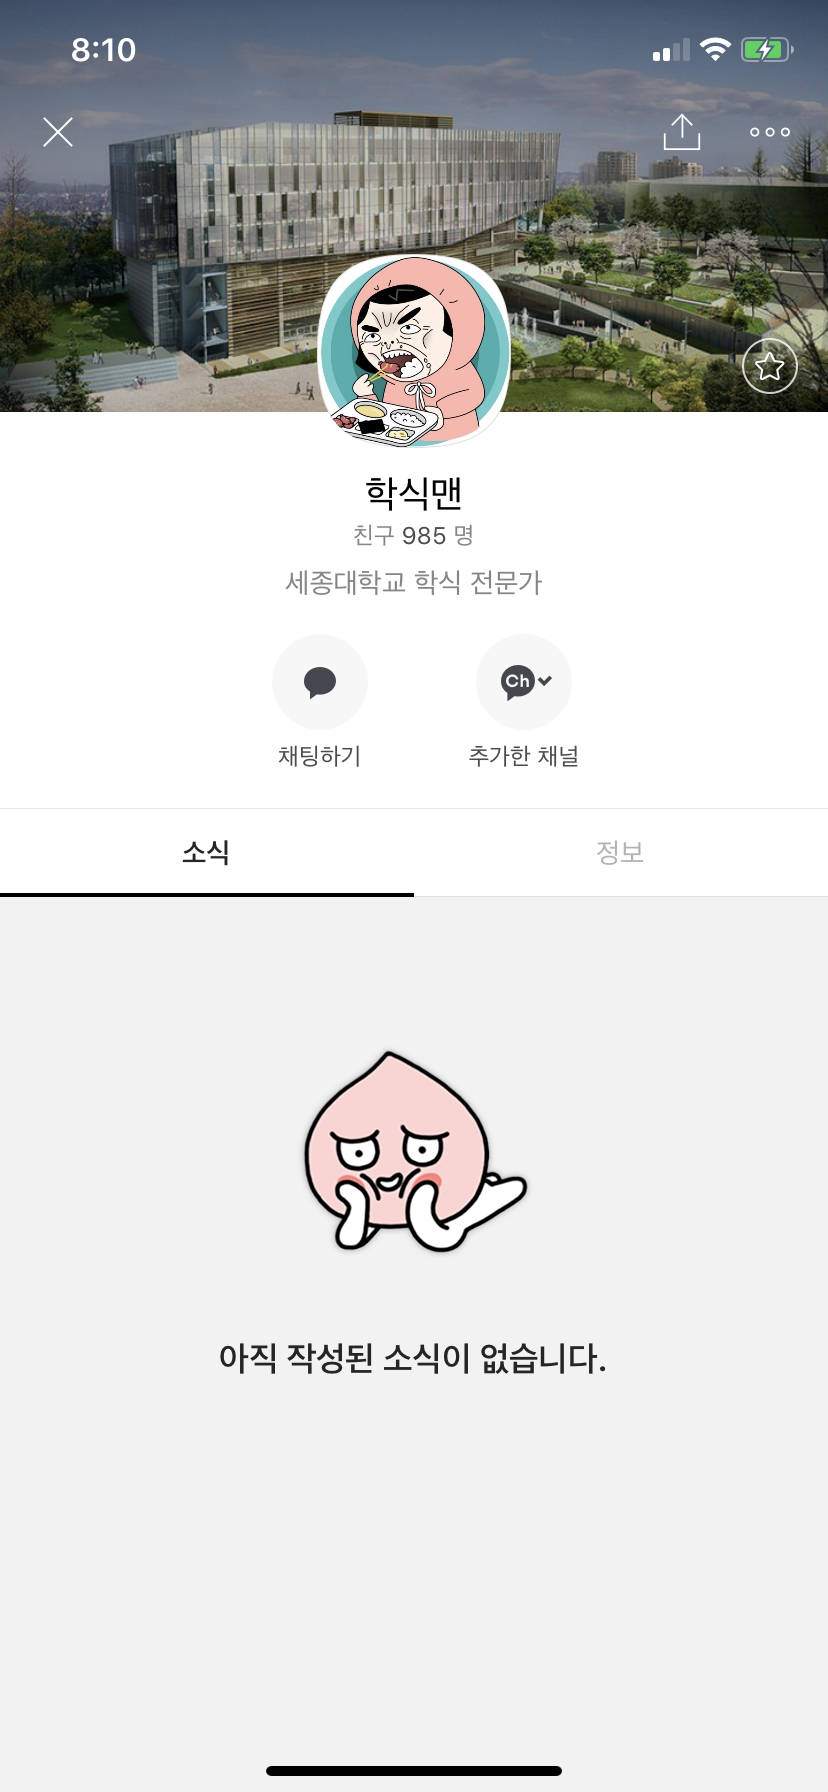 8:10
학식맨
친구 985 명
세종대학교 학식 전문가
Ch
채팅하기
추가한 채널
소식
정보
아직 작성된 소식이 없습니다.